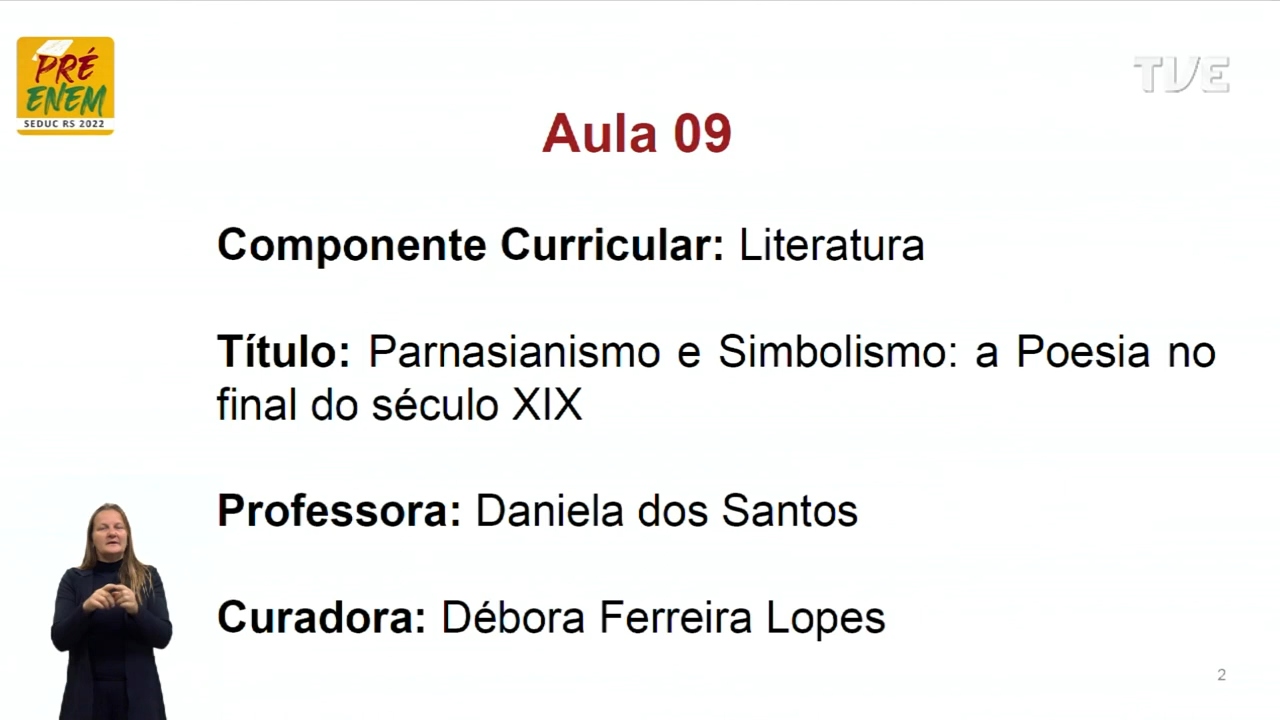 PRÉ
ENEM
SEDUC RS 2022
TVE
Aula 09
Componente Curricular: Literatura
Título: Parnasianismo e Simbolismo: a Poesia no
final do século XIX
Professora: Daniela dos Santos
Curadora: Débora Ferreira Lopes
2